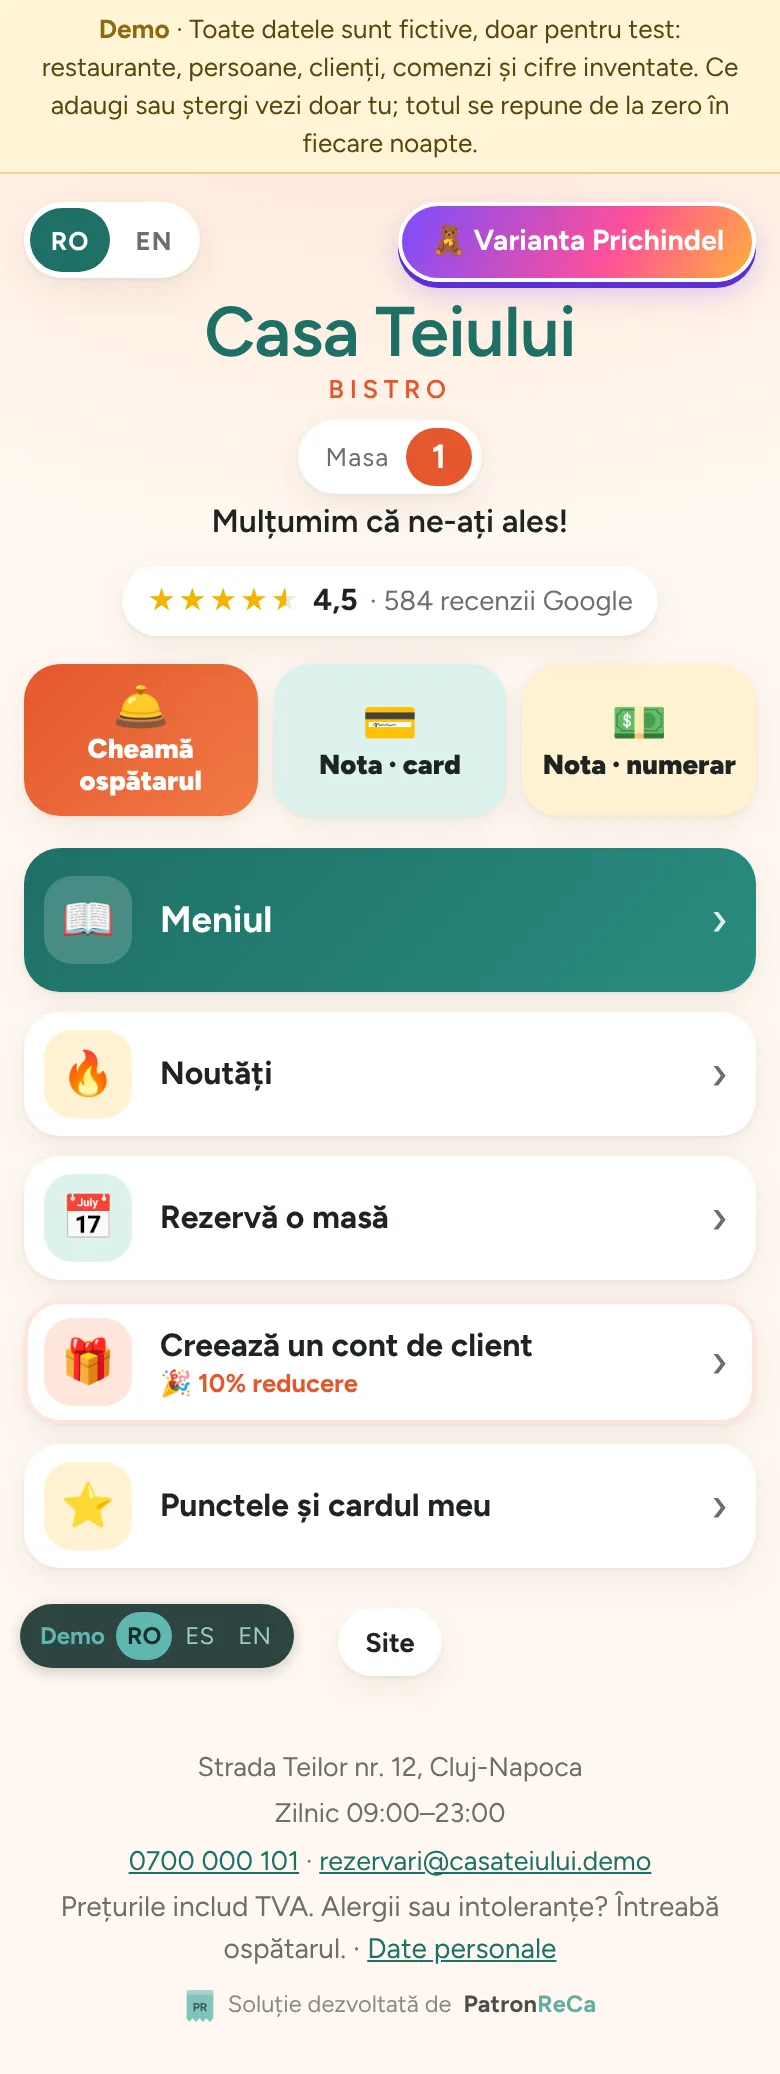 Demo · Toate datele sunt fictive, doar pentru test:
restaurante, persoane, clienți, comenzi și cifre inventate. Ce
adaugi sau ștergi vezi doar tu; totul se repune de la zero în
fiecare noapte.
RO EN
Varianta Prichindel
Casa Teiului
BISTRO
Masa 1
Mulțumim că ne-ați ales!
4,5 · 584 recenzii Google
Cheamă
ospătarul
Nota · card
Nota · numerar
Meniul
Noutăți
July
17
Rezervă o masă
Creează un cont de client
10% reducere
Punctele și cardul meu
Demo RO ES EN
Site
Strada Teilor nr. 12, Cluj-Napoca
Zilnic 09:00–23:00
0700 000 101 · rezervari@casateiului.demo
Prețurile includ TVA. Alergii sau intoleranțe? Întreabă
ospătarul. · Date personale
PR Soluție dezvoltată de PatronReCa